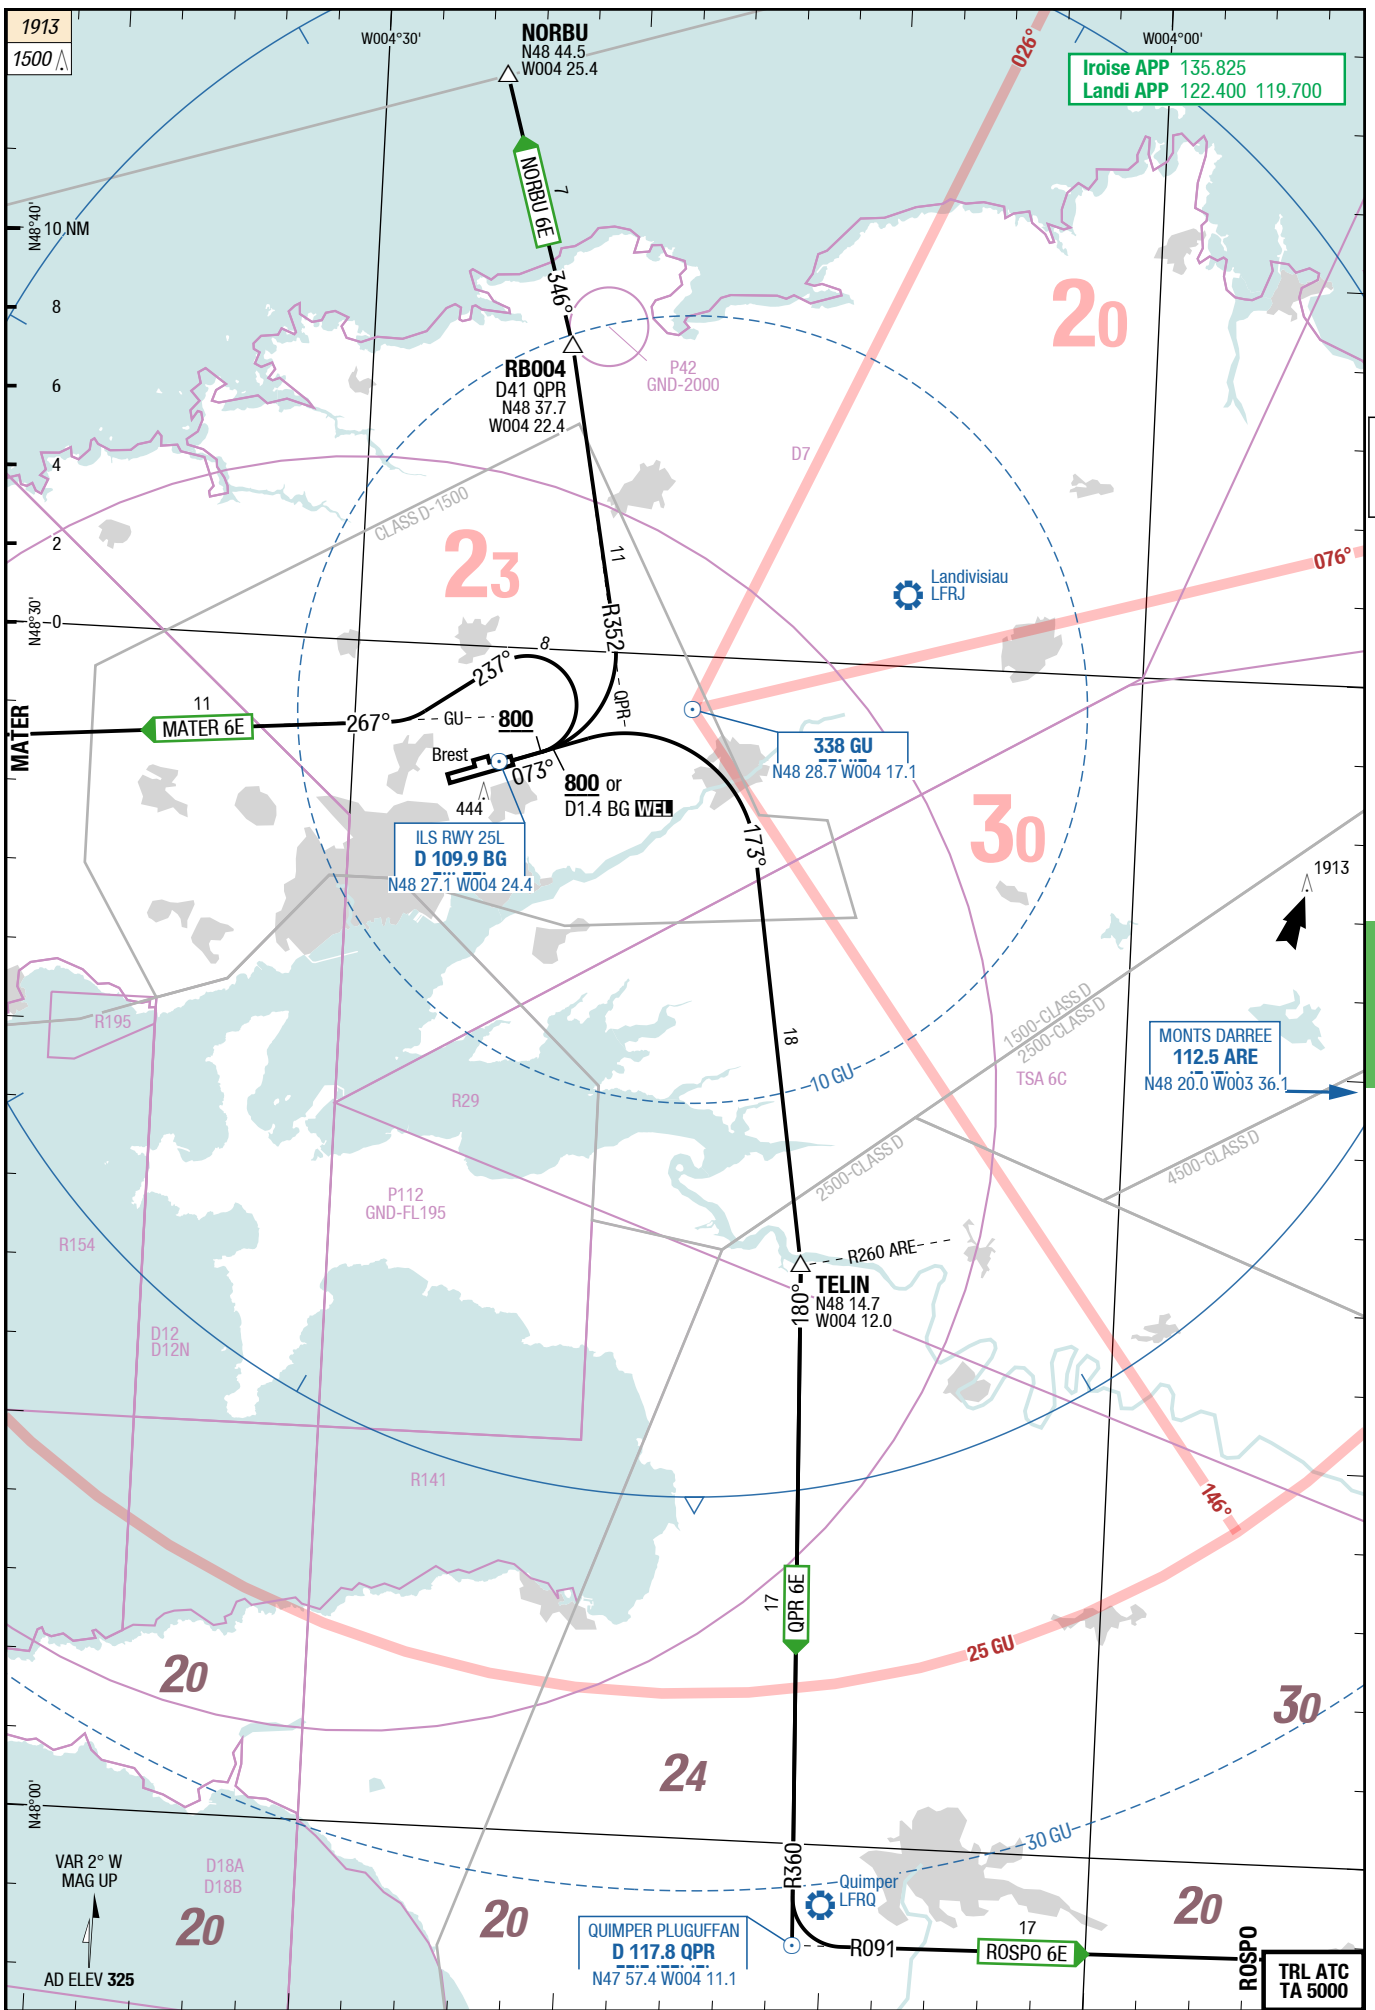 1913
1500
W004°30'
NORBU
N48 44.5
W004 25.4
026°
W004°00'
Iroise APP 135.825
Landi APP 122.400 119.700
N48°40'
10 NM
8
6
4
2
0
NORBU 6E
7
346°
RB004
D41 QPR
N48 37.7
W004 22.4
P42
GND-2000
20
D7
CLASS D-1500
23
11
R352
Landivisiau
LFRJ
076°
N48°30'
8
237°
QPR
MATER
11
MATER 6E
267°
GU
800
Brest
073°
444
800 or
D1.4 BG WEL
338 GU
N48 28.7 W004 17.1
ILS RWY 25L
D 109.9 BG
N48 27.1 W004 24.4
173°
30
1913
R195
18
1500-CLASS D
2500-CLASS D
10 GU
TSA 6C
MONTS DARREE
112.5 ARE
N48 20.0 W003 36.1
R29
2500-CLASS D
4500-CLASS D
P112
GND-FL195
R154
R260 ARE
TELIN
N48 14.7
W004 12.0
180°
D12
D12N
R141
146°
17
QPR 6E
25 GU
20
30
24
N48°00'
30 GU
R360
VAR 2° W
MAG UP
D18A
D18B
20
20
Quimper
LFRQ
20
QUIMPER PLUGUFFAN
D 117.8 QPR
N47 57.4 W004 11.1
R091
17
ROSPO 6E
ROSPO
AD ELEV 325
TRL ATC
TA 5000